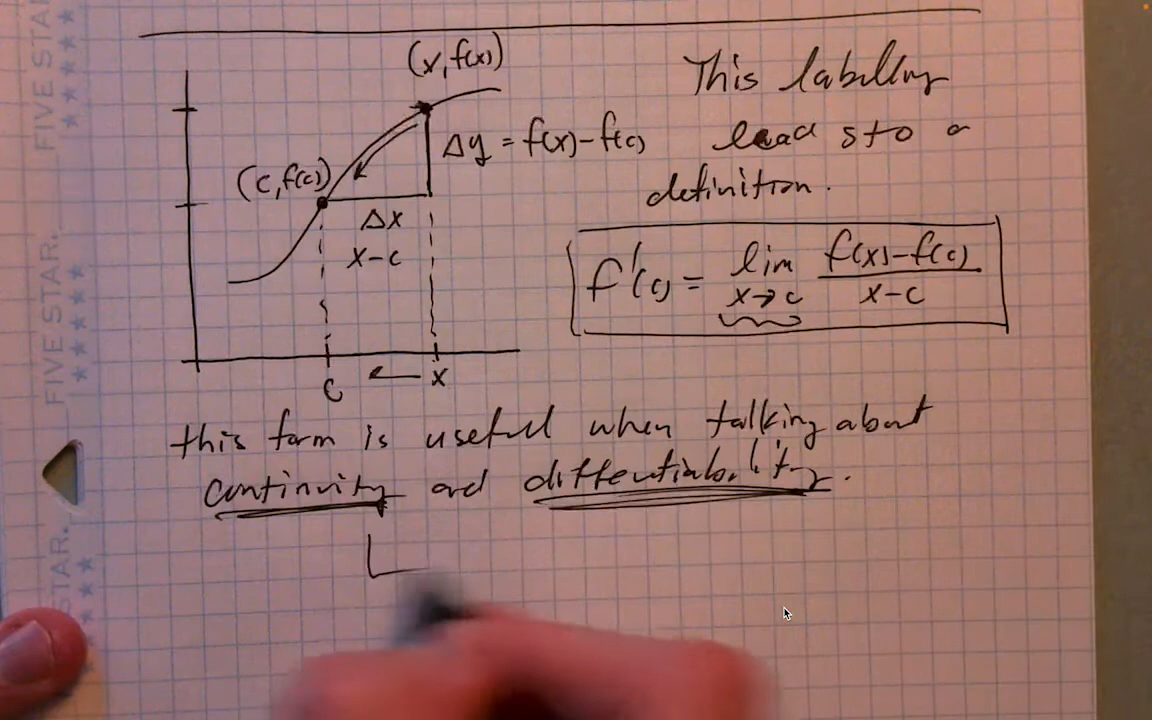 (x, f(x))
This labelling
Δy = f(x)-f(c)
leads to a
(c, f(c))
definition.
Δx
x-c
f'(c) = lim x→c f(x)-f(c) / x-c
c ← x
this form is useful when talking about
continuity and differentiability.
FIVE STAR.
FIVE STAR.
STAR.